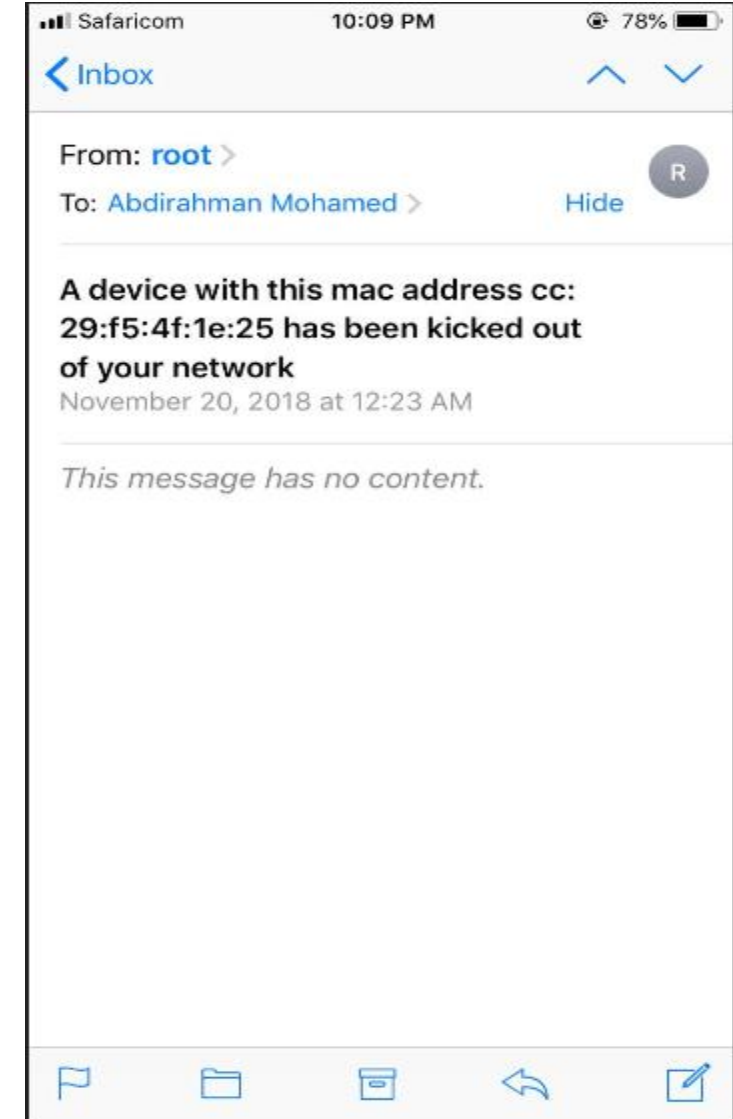 Safaricom 10:09 PM 78%
Inbox
From: root
R
To: Abdirahman Mohamed Hide
A device with this mac address cc:
29:f5:4f:1e:25 has been kicked out
of your network
November 20, 2018 at 12:23 AM
This message has no content.